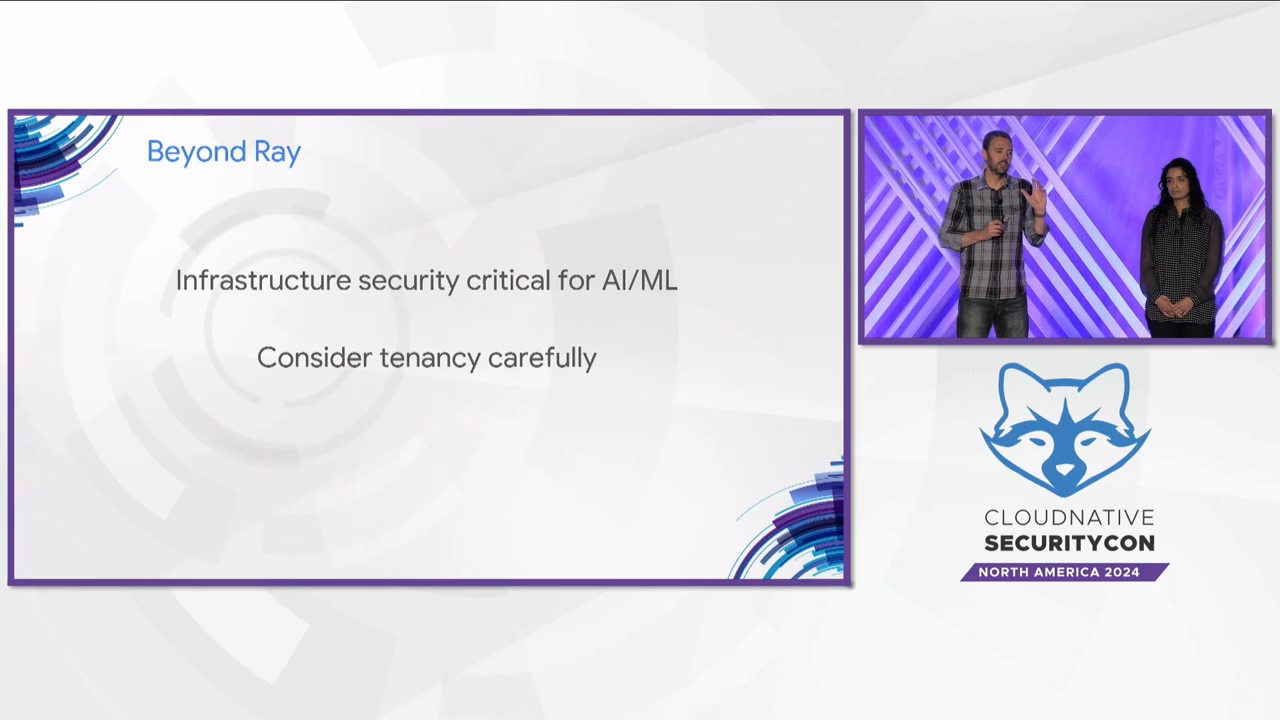 Beyond Ray
Infrastructure security critical for AI/ML
Consider tenancy carefully
CLOUDNATIVE
SECURITYCON
NORTH AMERICA 2024